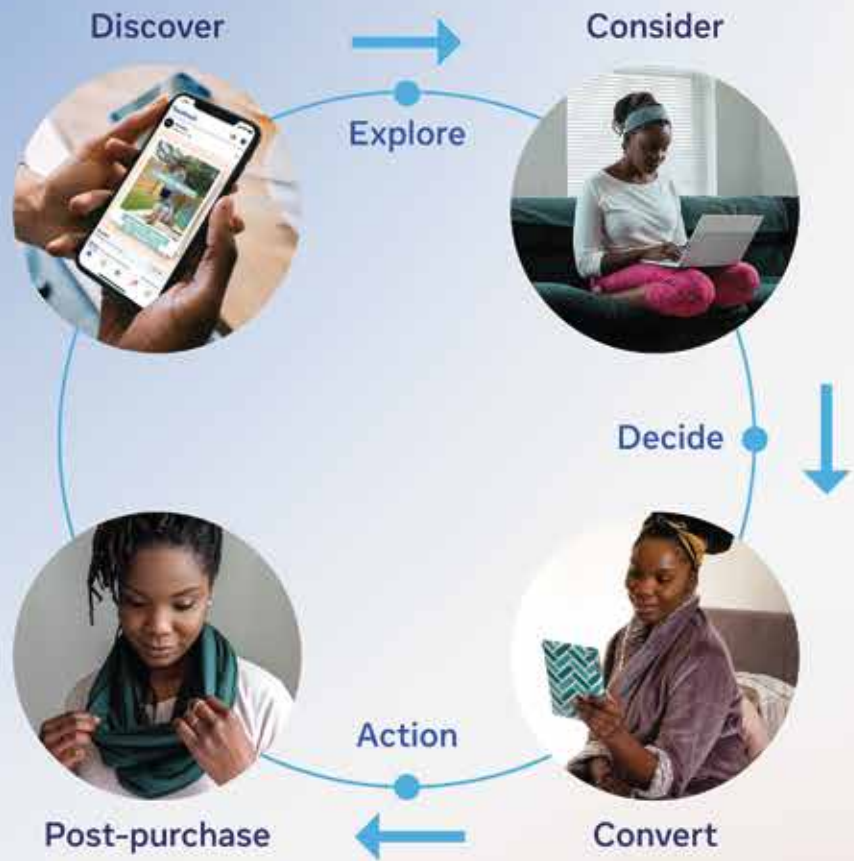 Discover
Consider
Explore
Decide
Action
Post-purchase
Convert